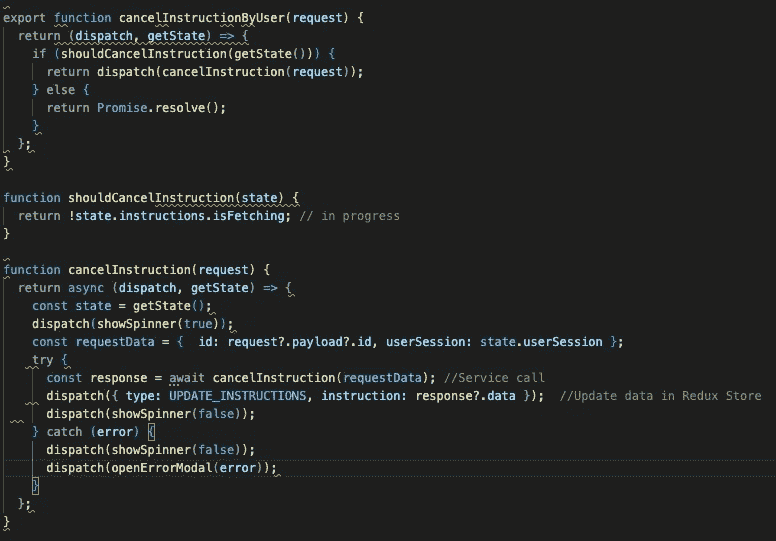 export function cancelInstructionByUser(request) {
  return (dispatch, getState) => {
    if (shouldCancelInstruction(getState())) {
      return dispatch(cancelInstruction(request));
    } else {
      return Promise.resolve();
    }
  };
}
function shouldCancelInstruction(state) {
  return !state.instructions.isFetching; // in progress
}
function cancelInstruction(request) {
  return async (dispatch, getState) => {
    const state = getState();
    dispatch(showSpinner(true));
    const requestData = {  id: request?.payload?.id, userSession: state.userSession };
    try {
      const response = await cancelInstruction(requestData); //Service call
      dispatch({ type: UPDATE_INSTRUCTIONS, instruction: response?.data });  //Update data in Redux Store
      dispatch(showSpinner(false));
    } catch (error) {
      dispatch(showSpinner(false));
      dispatch(openErrorModal(error));
    }
  };
}